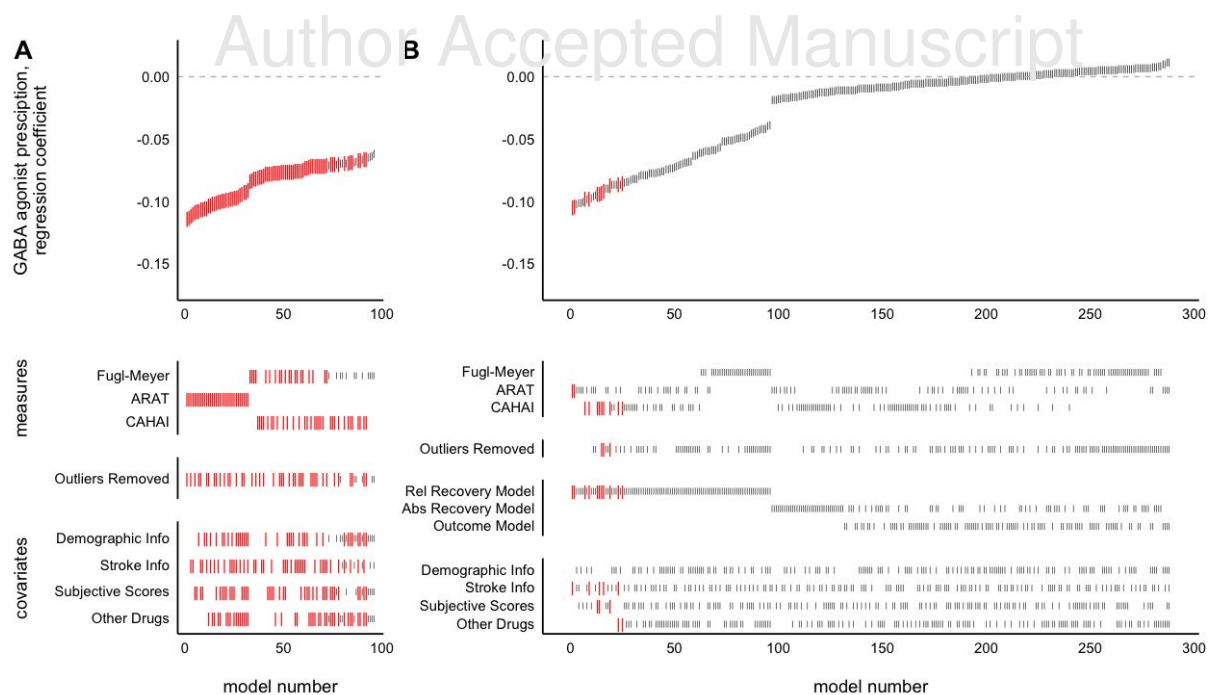 Author Accepted Manuscript
A
B
GABA agonist presciption,
regression coefficient
0.00
-0.05
-0.10
-0.15
0
50
100
0.00
-0.05
-0.10
-0.15
0
50
100
150
200
250
300
measures
Fugl-Meyer
ARAT
CAHAI
Outliers Removed
covariates
Demographic Info
Stroke Info
Subjective Scores
Other Drugs
0
50
100
model number
Fugl-Meyer
ARAT
CAHAI
Outliers Removed
Rel Recovery Model
Abs Recovery Model
Outcome Model
Demographic Info
Stroke Info
Subjective Scores
Other Drugs
0
50
100
150
200
250
300
model number